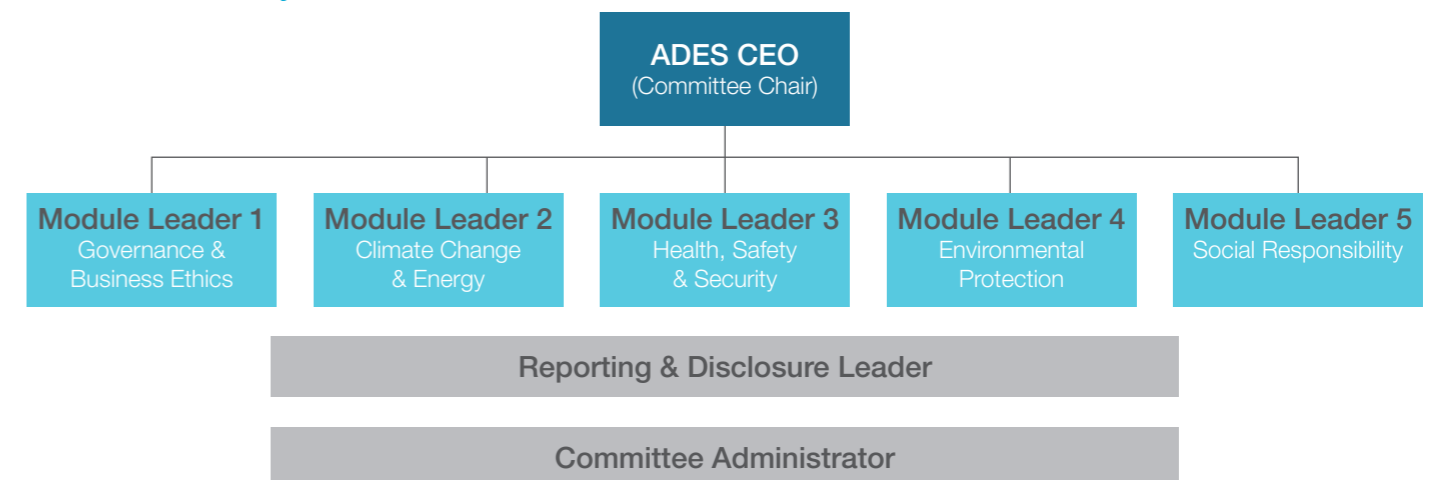 ADES CEO
(Committee Chair)
Module Leader 1
Governance &
Business Ethics
Module Leader 2
Climate Change
& Energy
Module Leader 3
Health, Safety
& Security
Module Leader 4
Environmental
Protection
Module Leader 5
Social Responsibility
Reporting & Disclosure Leader
Committee Administrator